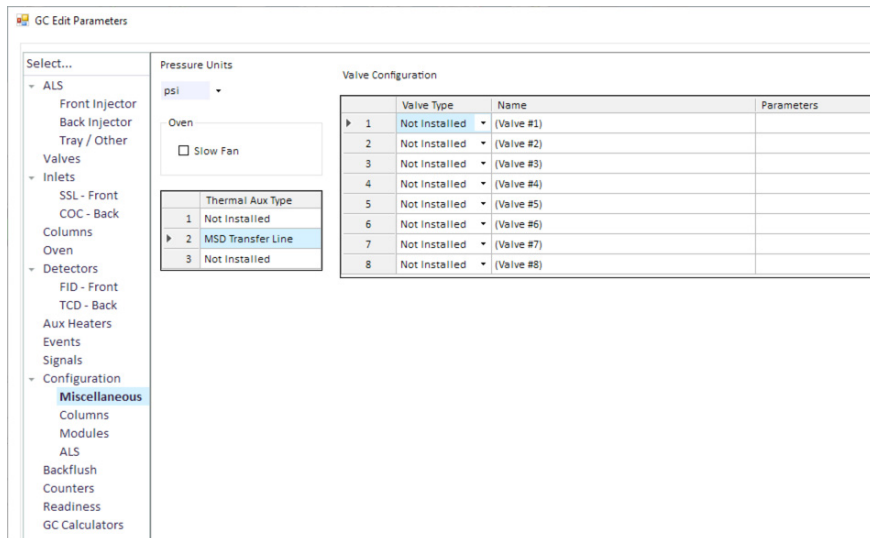 GC Edit Parameters
Select...
ALS
Front Injector
Back Injector
Tray / Other
Valves
Inlets
SSL - Front
COC - Back
Columns
Oven
Detectors
FID - Front
TCD - Back
Aux Heaters
Events
Signals
Configuration
Miscellaneous
Columns
Modules
ALS
Backflush
Counters
Readiness
GC Calculators
Pressure Units
psi
Oven
Slow Fan
Thermal Aux Type
1 Not Installed
2 MSD Transfer Line
3 Not Installed
Valve Configuration
Valve Type Name Parameters
1 Not Installed (Valve #1)
2 Not Installed (Valve #2)
3 Not Installed (Valve #3)
4 Not Installed (Valve #4)
5 Not Installed (Valve #5)
6 Not Installed (Valve #6)
7 Not Installed (Valve #7)
8 Not Installed (Valve #8)